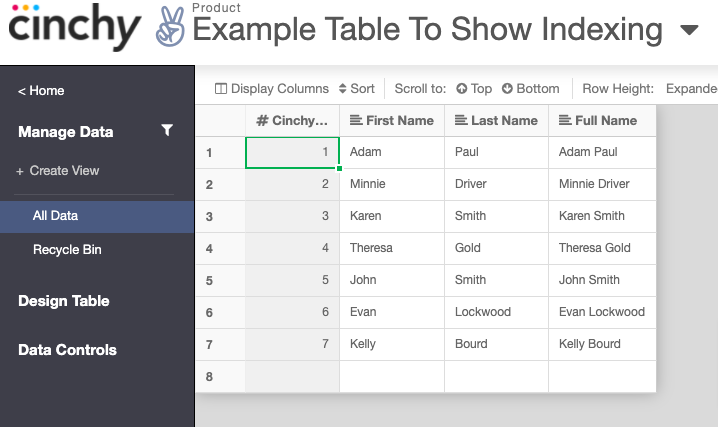 cinchy
Product
Example Table To Show Indexing
< Home
Manage Data
+ Create View
All Data
Recycle Bin
Design Table
Data Controls
Display Columns Sort Scroll to: Top Bottom Row Height: Expande
# Cinchy... First Name Last Name Full Name
1 1 Adam Paul Adam Paul
2 2 Minnie Driver Minnie Driver
3 3 Karen Smith Karen Smith
4 4 Theresa Gold Theresa Gold
5 5 John Smith John Smith
6 6 Evan Lockwood Evan Lockwood
7 7 Kelly Bourd Kelly Bourd
8